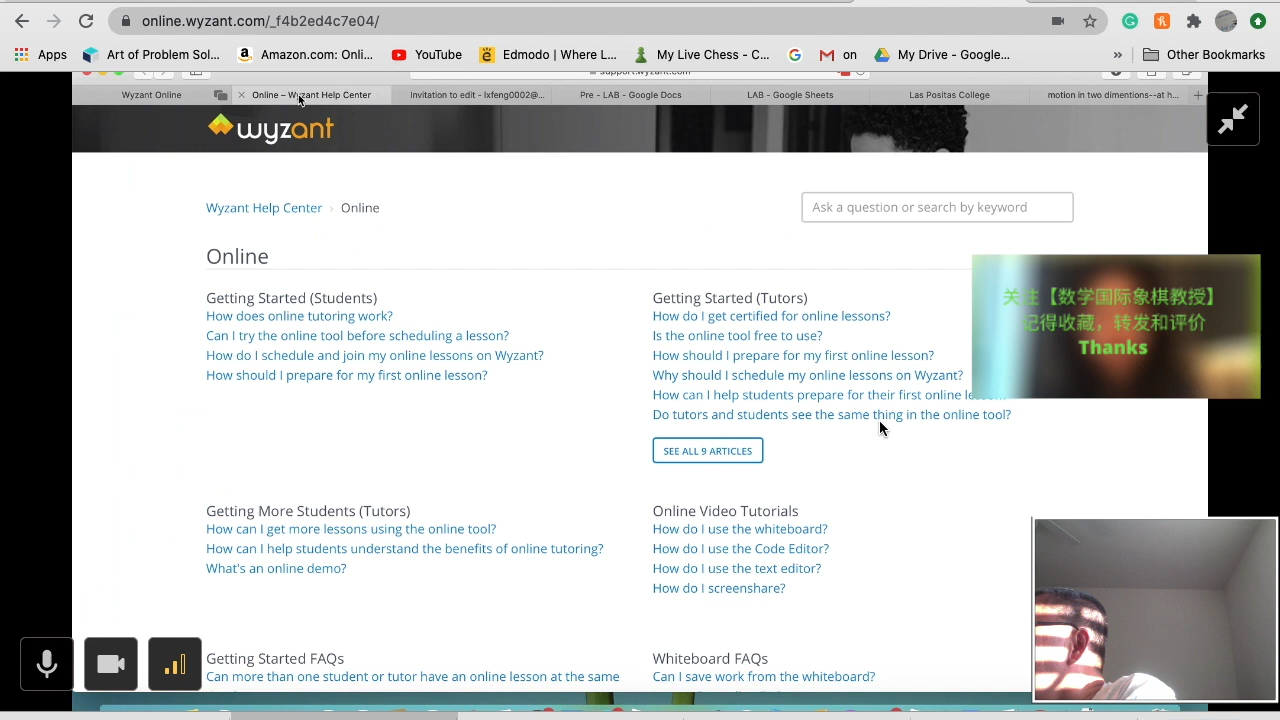 online.wyzant.com/_f4b2ed4c7e04/
Apps
Art of Problem Sol...
Amazon.com: Onli...
YouTube
Edmodo | Where L...
My Live Chess - C...
on
My Drive - Google...
»
Other Bookmarks
support.wyzant.com
Wyzant Online
Online – Wyzant Help Center
Invitation to edit - lxfeng0002@...
Pre - LAB - Google Docs
LAB - Google Sheets
Las Positas College
motion in two dimentions--at h...
wyzant
Wyzant Help Center › Online
Ask a question or search by keyword
Online
Getting Started (Students)
How does online tutoring work?
Can I try the online tool before scheduling a lesson?
How do I schedule and join my online lessons on Wyzant?
How should I prepare for my first online lesson?
Getting Started (Tutors)
How do I get certified for online lessons?
Is the online tool free to use?
How should I prepare for my first online lesson?
Why should I schedule my online lessons on Wyzant?
How can I help students prepare for their first online
Do tutors and students see the same thing in the online tool?
SEE ALL 9 ARTICLES
关注【数学国际象棋教授】
记得收藏，转发和评价
Thanks
Getting More Students (Tutors)
How can I get more lessons using the online tool?
How can I help students understand the benefits of online tutoring?
What's an online demo?
Online Video Tutorials
How do I use the whiteboard?
How do I use the Code Editor?
How do I use the text editor?
How do I screenshare?
Getting Started FAQs
Can more than one student or tutor have an online lesson at the same
Whiteboard FAQs
Can I save work from the whiteboard?